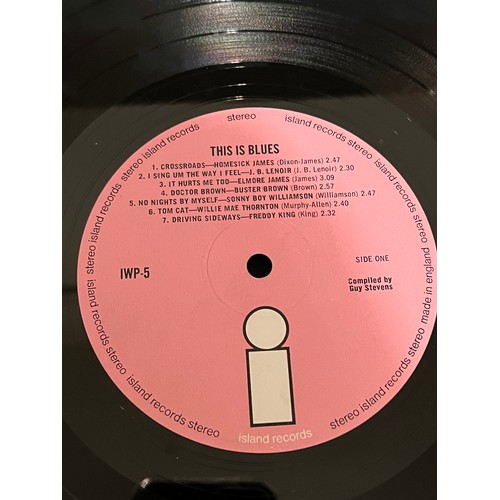 island records stereo island records stereo island records stereo island records stereo made in england
THIS IS BLUES
1. CROSSROADS—HOMESICK JAMES (Dixon-James) 2.47
2. I SING UM THE WAY I FEEL—J. B. LENOIR (J. B. Lenoir) 2.30
3. IT HURTS ME TOO—ELMORE JAMES (James) 3.09
4. DOCTOR BROWN—BUSTER BROWN (Brown) 2.57
5. NO NIGHTS BY MYSELF—SONNY BOY WILLIAMSON (Williamson) 2.46
6. TOM CAT—WILLIE MAE THORNTON (Murphy-Allen) 2.40
7. DRIVING SIDEWAYS—FREDDY KING (King) 2.32
IWP-5
SIDE ONE
Compiled by
Guy Stevens
i
island records
stereo island records